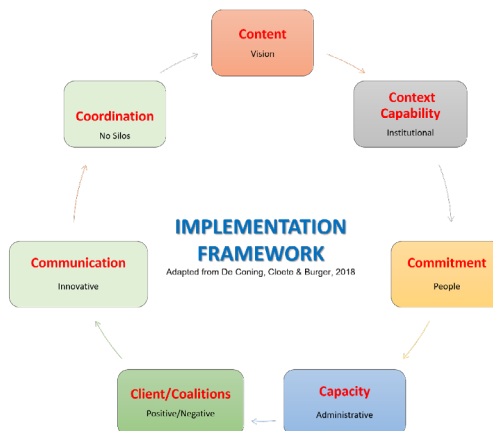 Content
Vision
Context
Capability
Institutional
Commitment
People
Capacity
Administrative
Client/Coalitions
Positive/Negative
Communication
Innovative
Coordination
No Silos
IMPLEMENTATION
FRAMEWORK
Adapted from De Coning, Cloete & Burger, 2018